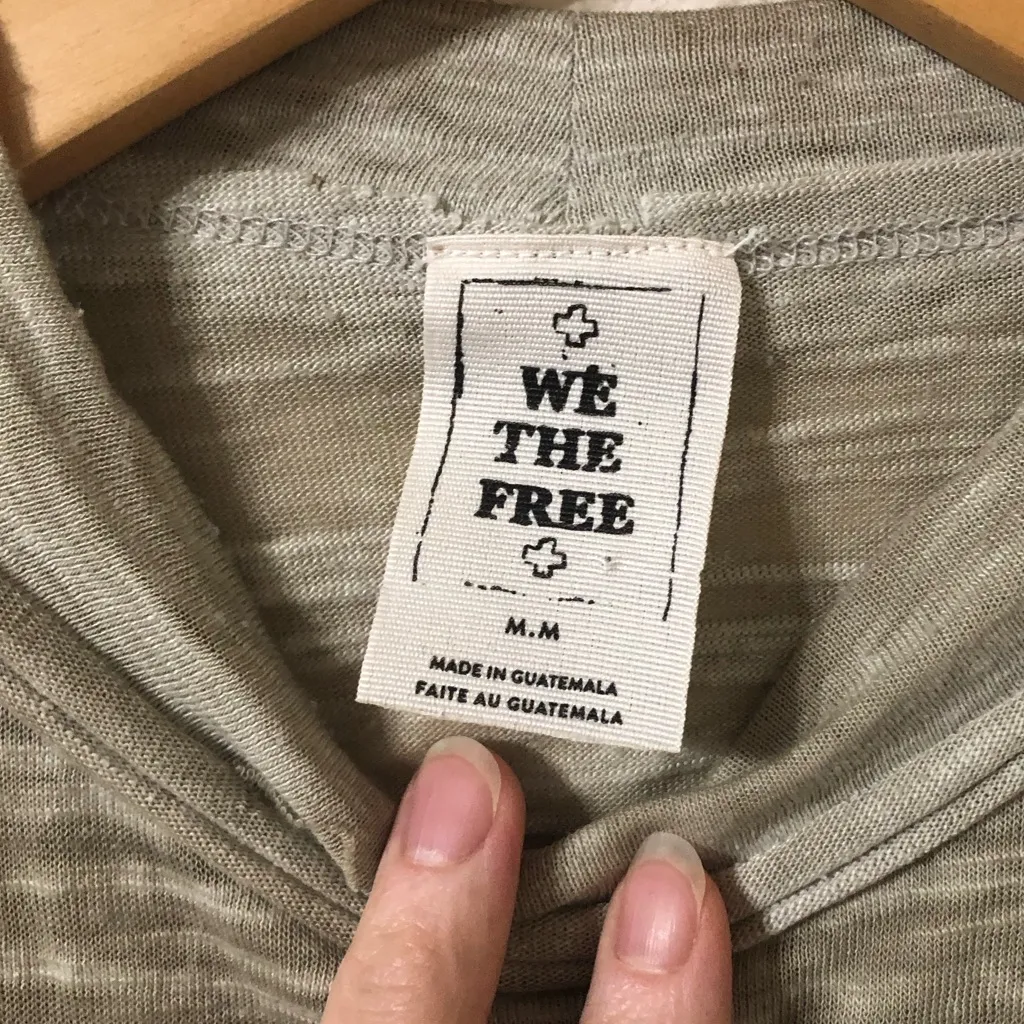 WE
THE
FREE
M.M
MADE IN GUATEMALA
FAITE AU GUATEMALA